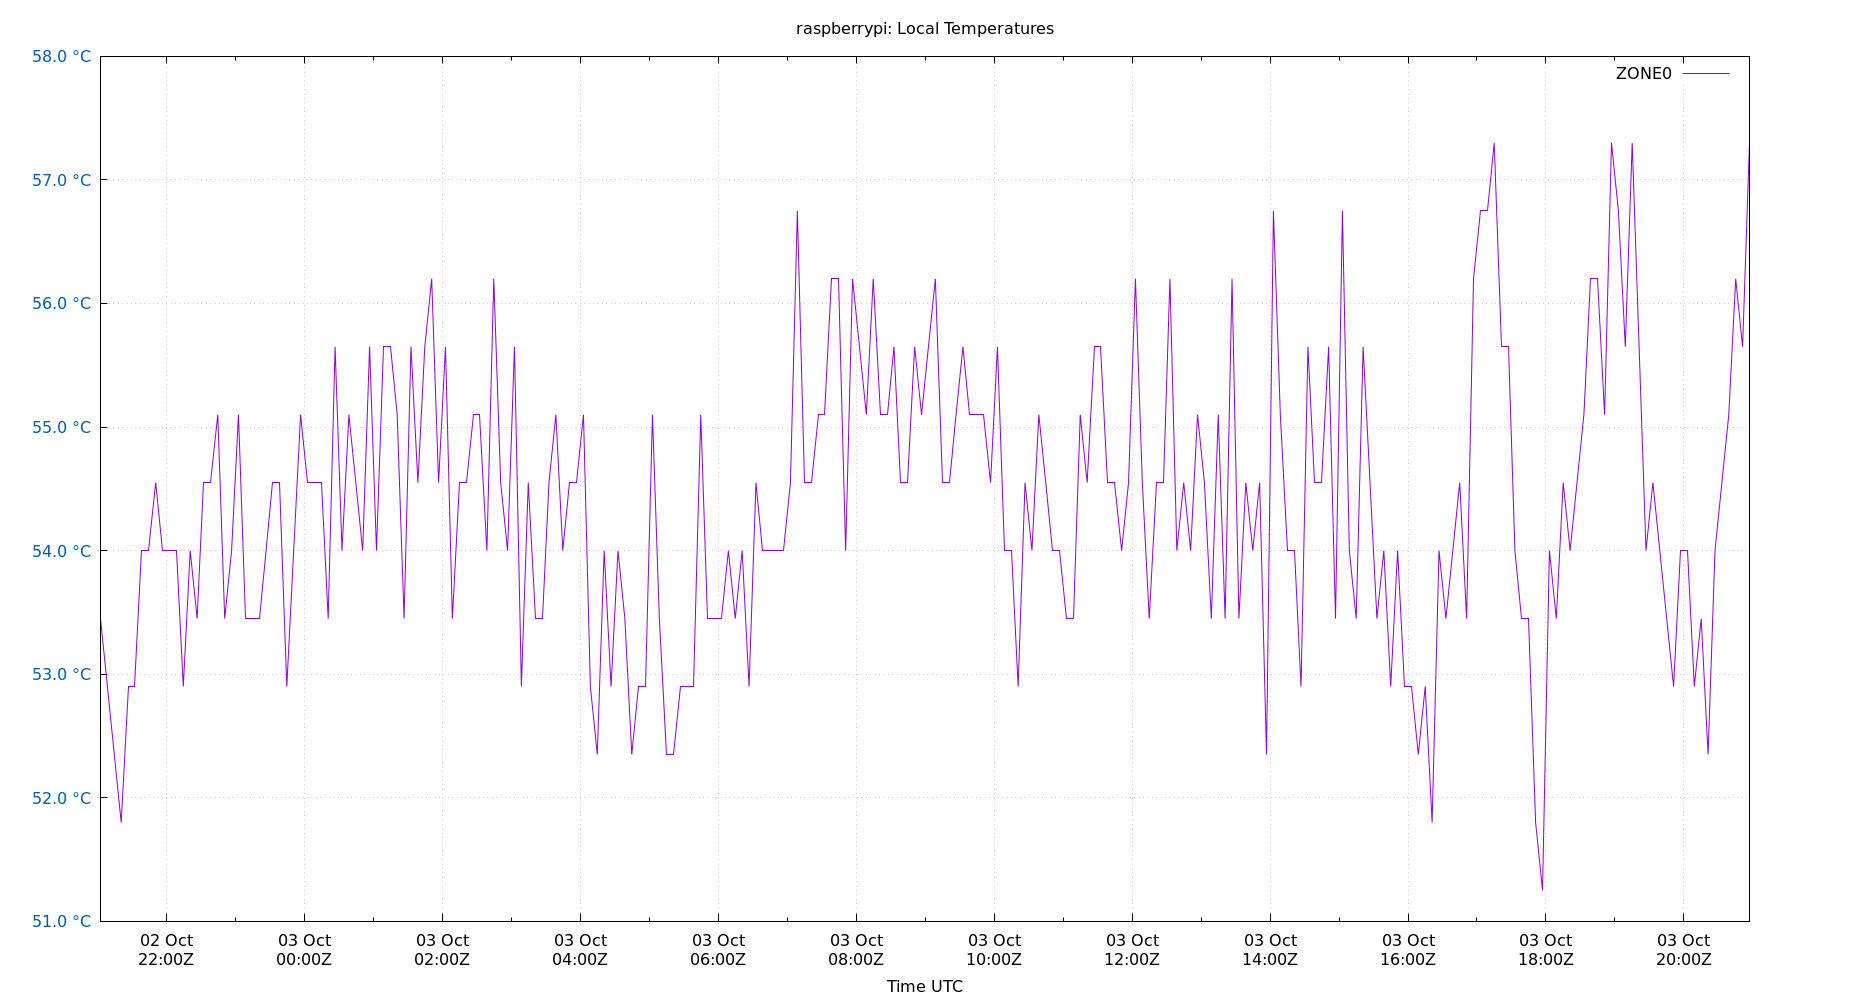 raspberrypi: Local Temperatures
58.0 °C
ZONE0
57.0 °C
56.0 °C
55.0 °C
54.0 °C
53.0 °C
52.0 °C
51.0 °C
02 Oct 03 Oct 03 Oct 03 Oct 03 Oct 03 Oct 03 Oct 03 Oct 03 Oct 03 Oct 03 Oct 03 Oct
22:00Z 00:00Z 02:00Z 04:00Z 06:00Z 08:00Z 10:00Z 12:00Z 14:00Z 16:00Z 18:00Z 20:00Z
Time UTC